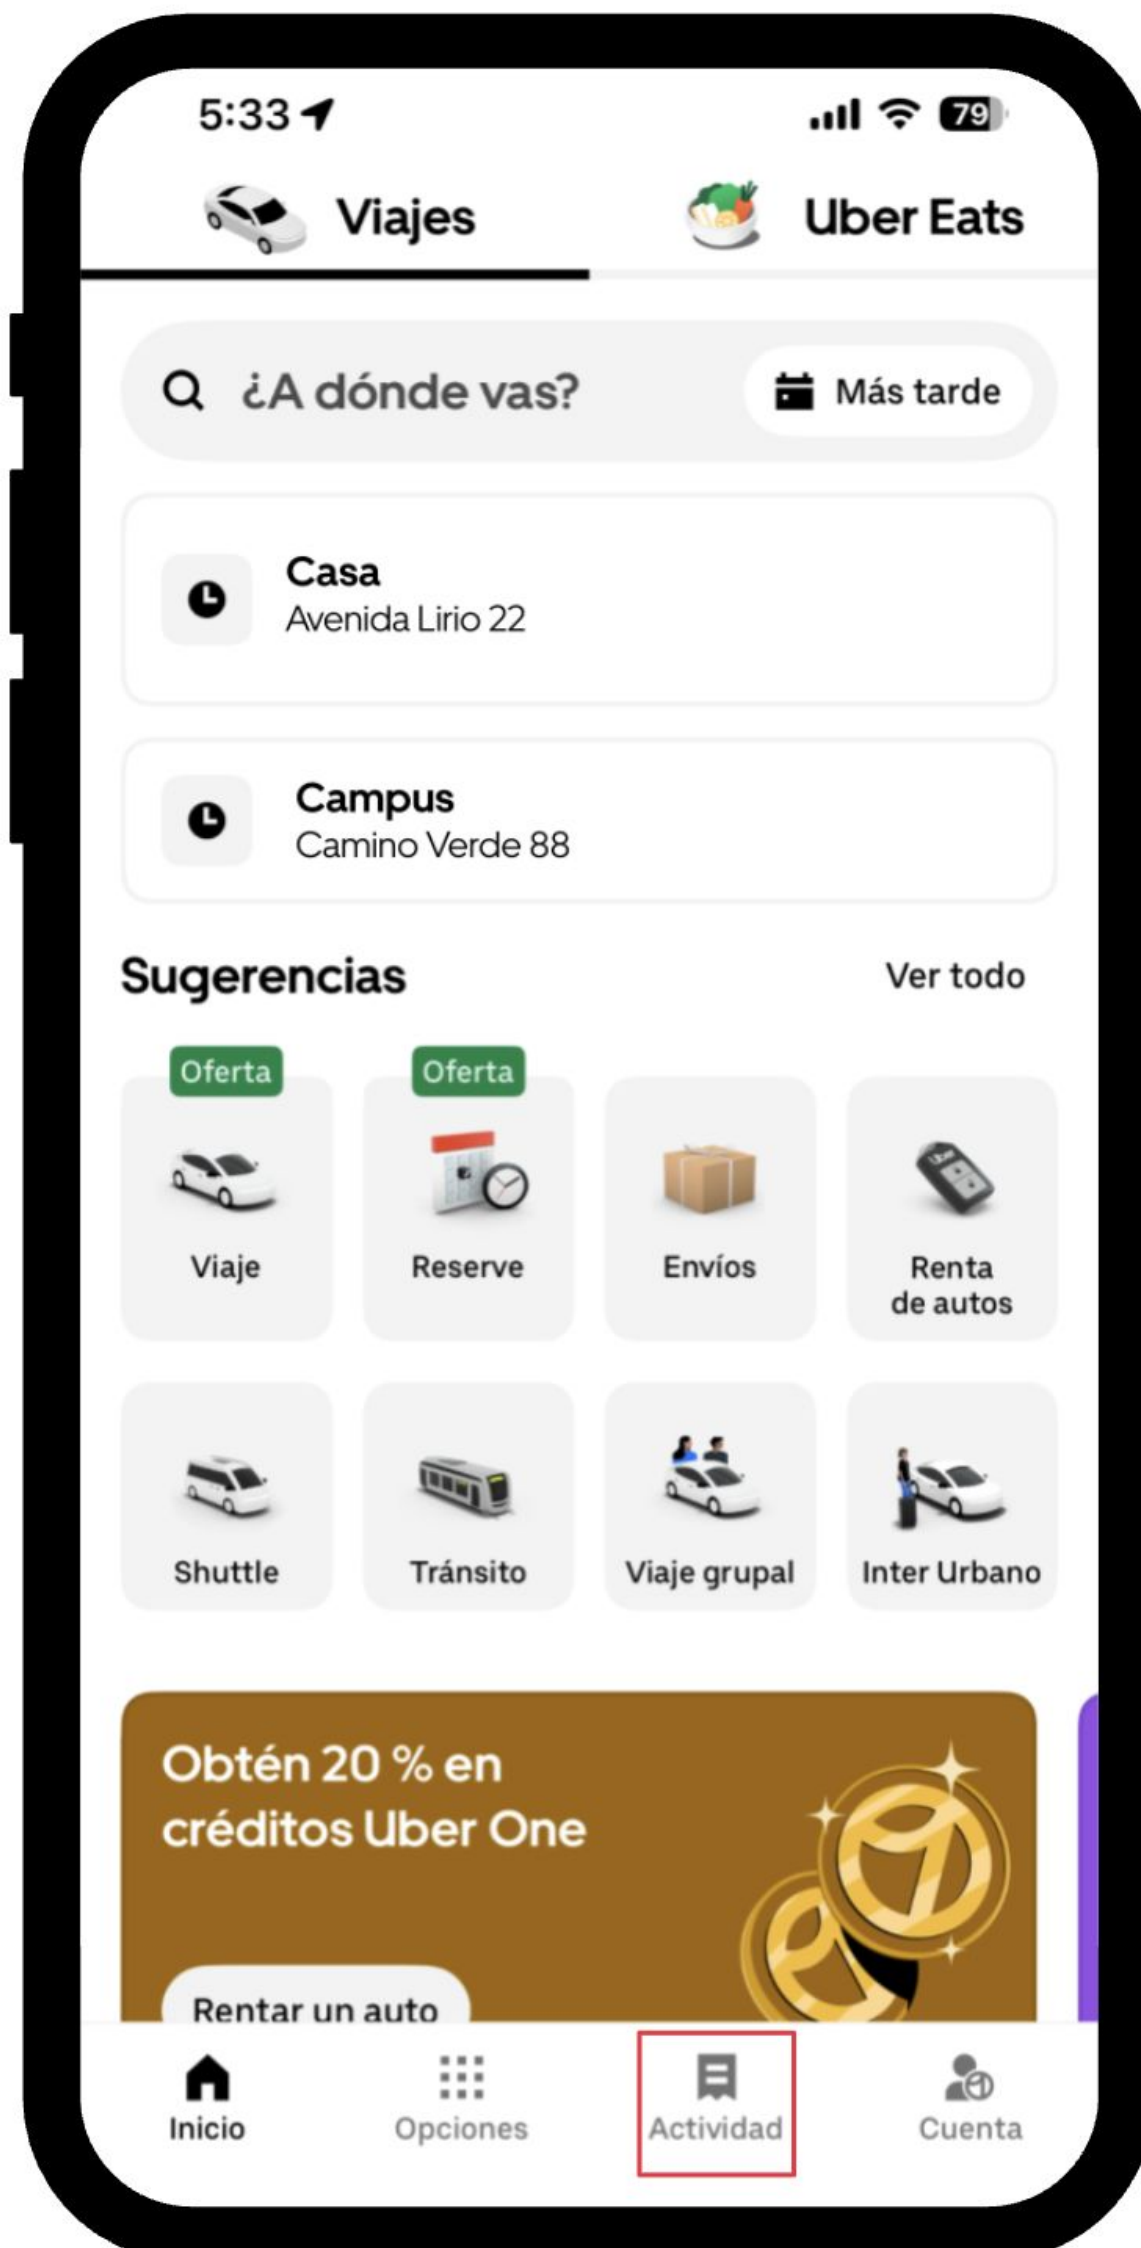 5:33
79
Viajes
Uber Eats
¿A dónde vas?
Más tarde
Casa
Avenida Lirio 22
Campus
Camino Verde 88
Sugerencias
Ver todo
Oferta
Oferta
Uber
Viaje
Reserve
Envíos
Renta
de autos
Shuttle
Tránsito
Viaje grupal
Inter Urbano
Obtén 20 % en
créditos Uber One
Rentar un auto
Inicio
Opciones
Actividad
Cuenta